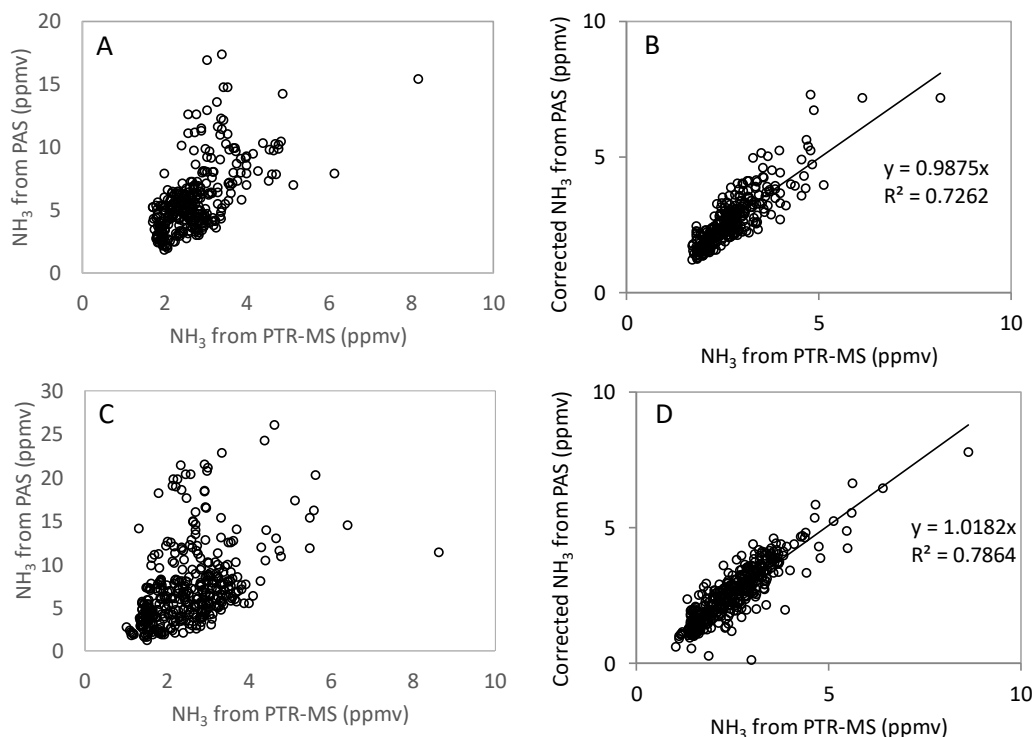 A
NH₃ from PAS (ppmv)
20
15
10
5
0
0 2 4 6 8 10
NH₃ from PTR-MS (ppmv)
B
Corrected NH₃ from PAS (ppmv)
10
5
0
y = 0.9875x
R² = 0.7262
0 5 10
NH₃ from PTR-MS (ppmv)
C
NH₃ from PAS (ppmv)
30
25
20
15
10
5
0
0 2 4 6 8 10
NH₃ from PTR-MS (ppmv)
D
Corrected NH₃ from PAS (ppmv)
10
5
0
y = 1.0182x
R² = 0.7864
0 5 10
NH₃ from PTR-MS (ppmv)